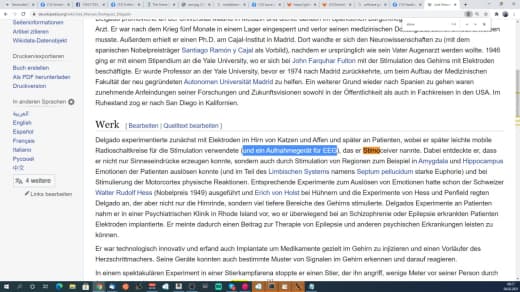 Seiteninformationen
Artikel zitieren
Wikidata-Datenobjekt
Drucken/exportieren
Buch erstellen
Als PDF herunterladen
Druckversion
In anderen Sprachen
العربية
English
Español
Français
Italiano
Русский
中文
4 weitere
Links bearbeiten
Arzt. Er war nach dem Krieg fünf Monate in einem Lager eingesperrt und verlor seinen medizinischen
musste. Außerdem erhielt er einen Ph.D. am Cajal-Institut in Madrid. Dort wandte er sich den Neurowissenschaften zu (mit dem
spanischen Nobelpreisträger Santiago Ramón y Cajal als Vorbild), nachdem er ursprünglich wie sein Vater Augenarzt werden wollte. 1946
ging er mit einem Stipendium an die Yale University, wo er sich bei John Farquhar Fulton mit der Stimulation des Gehirns mit Elektroden
beschäftigte. Er wurde Professor an der Yale University, bevor er 1974 nach Madrid zurückkehrte, um beim Aufbau der Medizinischen
Fakultät der neu gegründeten Autonomen Universität Madrid zu helfen. Ein weiterer Grund wieder nach Spanien zu gehen waren
zunehmende Anfeindungen seiner Forschungen und Zukunftsvisionen sowohl in der Öffentlichkeit als auch in Fachkreisen in den USA. Im
Ruhestand zog er nach San Diego in Kalifornien.
Werk [ Bearbeiten | Quelltext bearbeiten ]
Delgado experimentierte zunächst mit Elektroden im Hirn von Katzen und Affen und später an Patienten, wobei er später leichte mobile
Radioschaltkreise für die Stimulation verwendete (und ein Aufnahmegerät für EEG), das er Stimoceiver nannte. Dabei entdeckte er, dass
er nicht nur Sinneseindrücke erzeugen konnte, sondern auch durch Stimulation von Regionen zum Beispiel in Amygdala und Hippocampus
Emotionen der Patienten auslösen konnte (und im Teil des Limbischen Systems namens Septum pellucidum starke Euphorie) und bei
Stimulierung der Motorcortex physische Reaktionen. Entsprechende Experimente zum Auslösen von Emotionen hatte schon der Schweizer
Walter Rudolf Hess (Nobelpreis 1949) ausgeführt und Erich von Holst bei Hühnern und die Experimente von Hess und Penfield regten
Delgado an, der aber nicht nur die Hirnrinde, sondern viel tiefere Bereiche des Gehirns stimulierte. Delgados Experimente an Patienten
nahm er in einer Psychiatrischen Klinik in Rhode Island vor, wo er überwiegend bei an Schizophrenie oder Epilepsie erkrankten Patienten
Elektroden implantierte. Er meinte dadurch einen Beitrag zur Therapie von Epilepsie und anderen psychischen Erkrankungen leisten zu
können.
Er war technologisch innovativ und erfand auch Implantate um Medikamente gezielt im Gehirn zu injizieren und einen Vorläufer des
Herzschrittmachers. Seine Geräte konnten auch bestimmte Muster von Signalen im Gehirn erkennen und darauf reagieren.
In einem spektakulären Experiment in einer Stierkampfarena stoppte er einen Stier, der ihn angriff, wenige Meter vor seiner Person durch